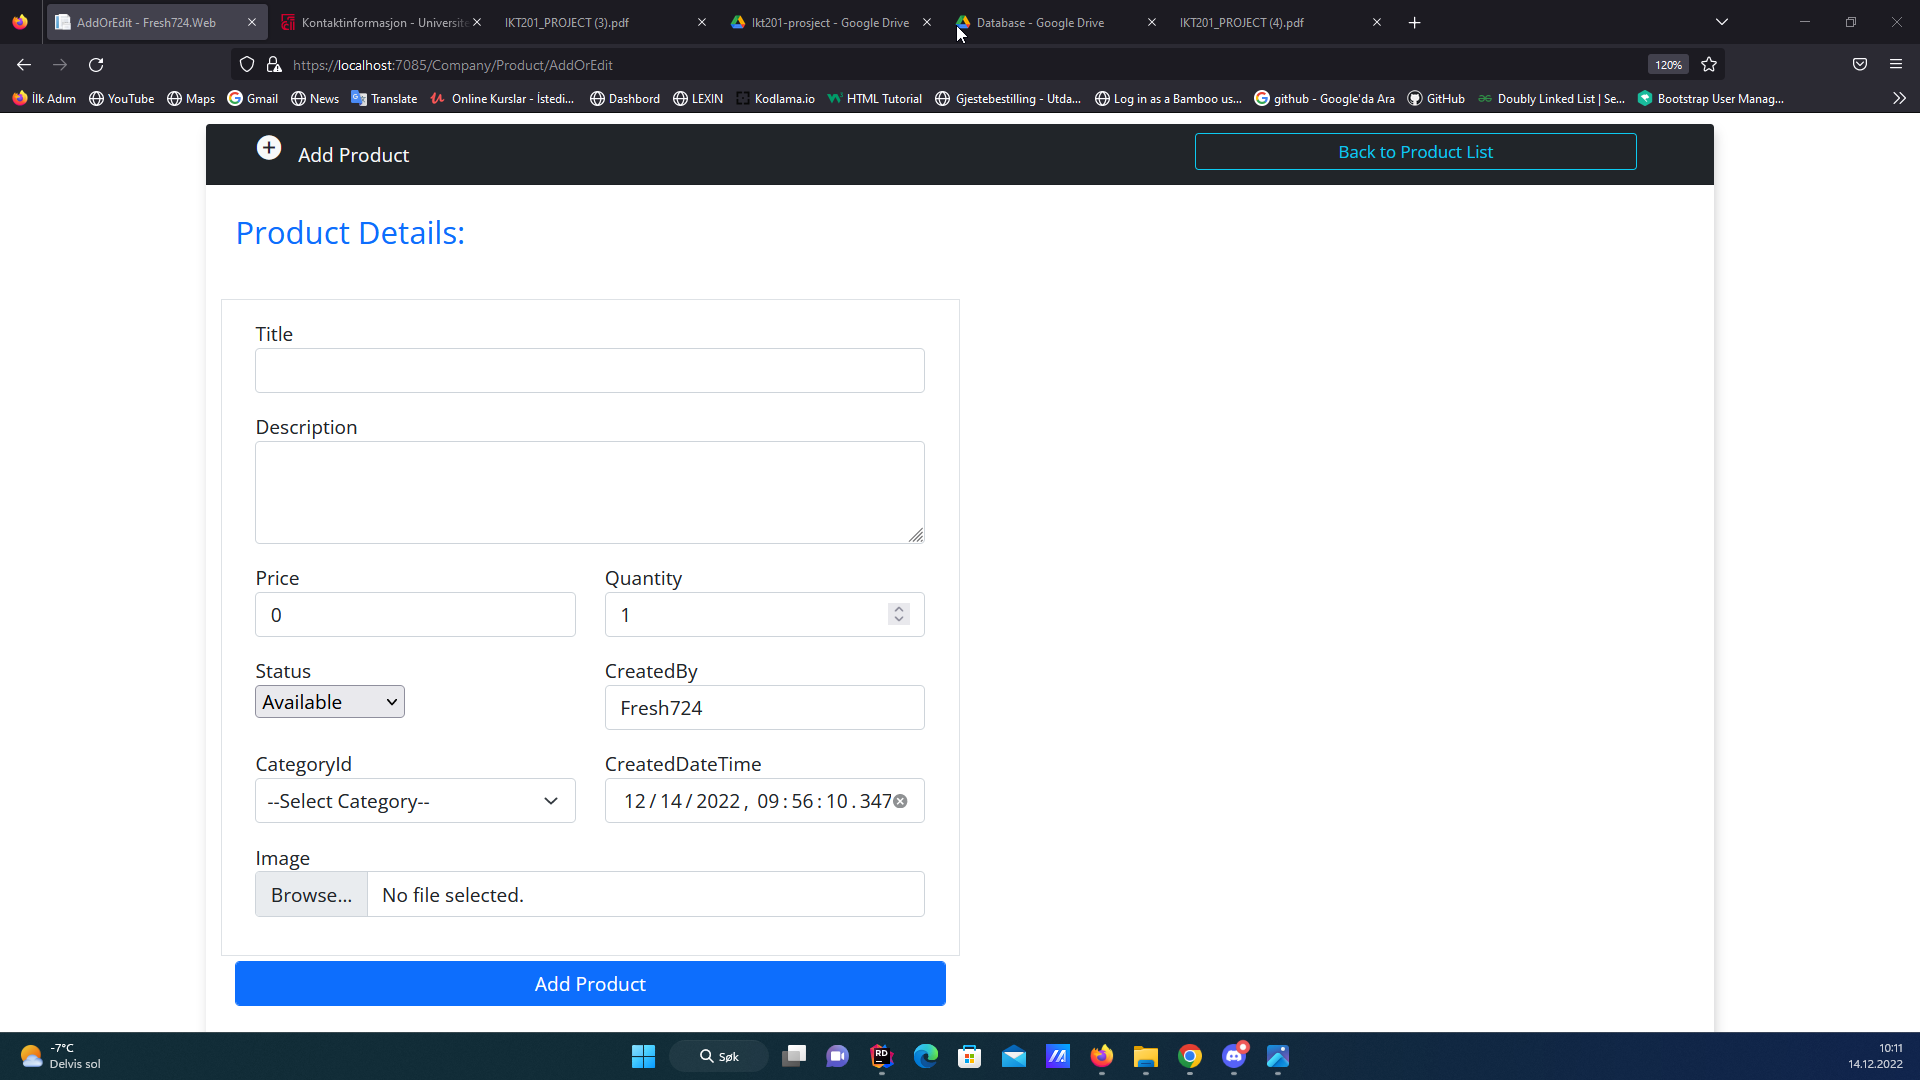 AddOrEdit - Fresh724.Web
Kontaktinformasjon - Universite
IKT201_PROJECT (3).pdf
Ikt201-prosject - Google Drive
Database - Google Drive
IKT201_PROJECT (4).pdf
https://localhost:7085/Company/Product/AddOrEdit
120%
İlk Adım
YouTube
Maps
Gmail
News
Translate
Online Kurslar - İstedi...
Dashbord
LEXIN
Kodlama.io
HTML Tutorial
Gjestebestilling - Utda...
Log in as a Bamboo us...
github - Google'da Ara
GitHub
Doubly Linked List | Se...
Bootstrap User Manag...
Add Product
Back to Product List
Product Details:
Title
Description
Price
Quantity
0
1
Status
CreatedBy
Available
Fresh724
CategoryId
CreatedDateTime
--Select Category--
12/14/2022, 09:56:10.347
Image
Browse... No file selected.
Add Product
-7°C
Delvis sol
Søk
RD
10:11
14.12.2022